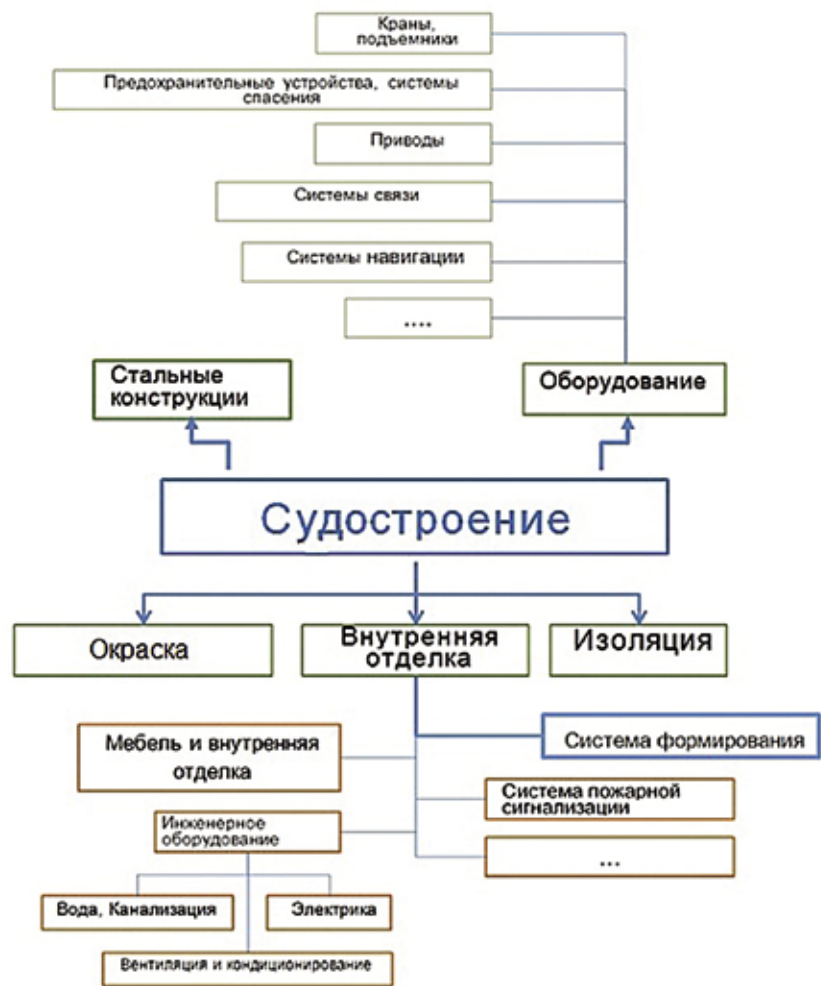 Краны,
подъемники
Предохранительные устройства, системы
спасения
Приводы
Системы связи
Системы навигации
....
Стальные
конструкции
Оборудование
Судостроение
Окраска
Внутренняя
отделка
Изоляция
Мебель и внутренняя
отделка
Система формирования
Система пожарной
сигнализации
Инженерное
оборудование
...
Вода, Канализация
Электрика
Вентиляция и кондиционирование